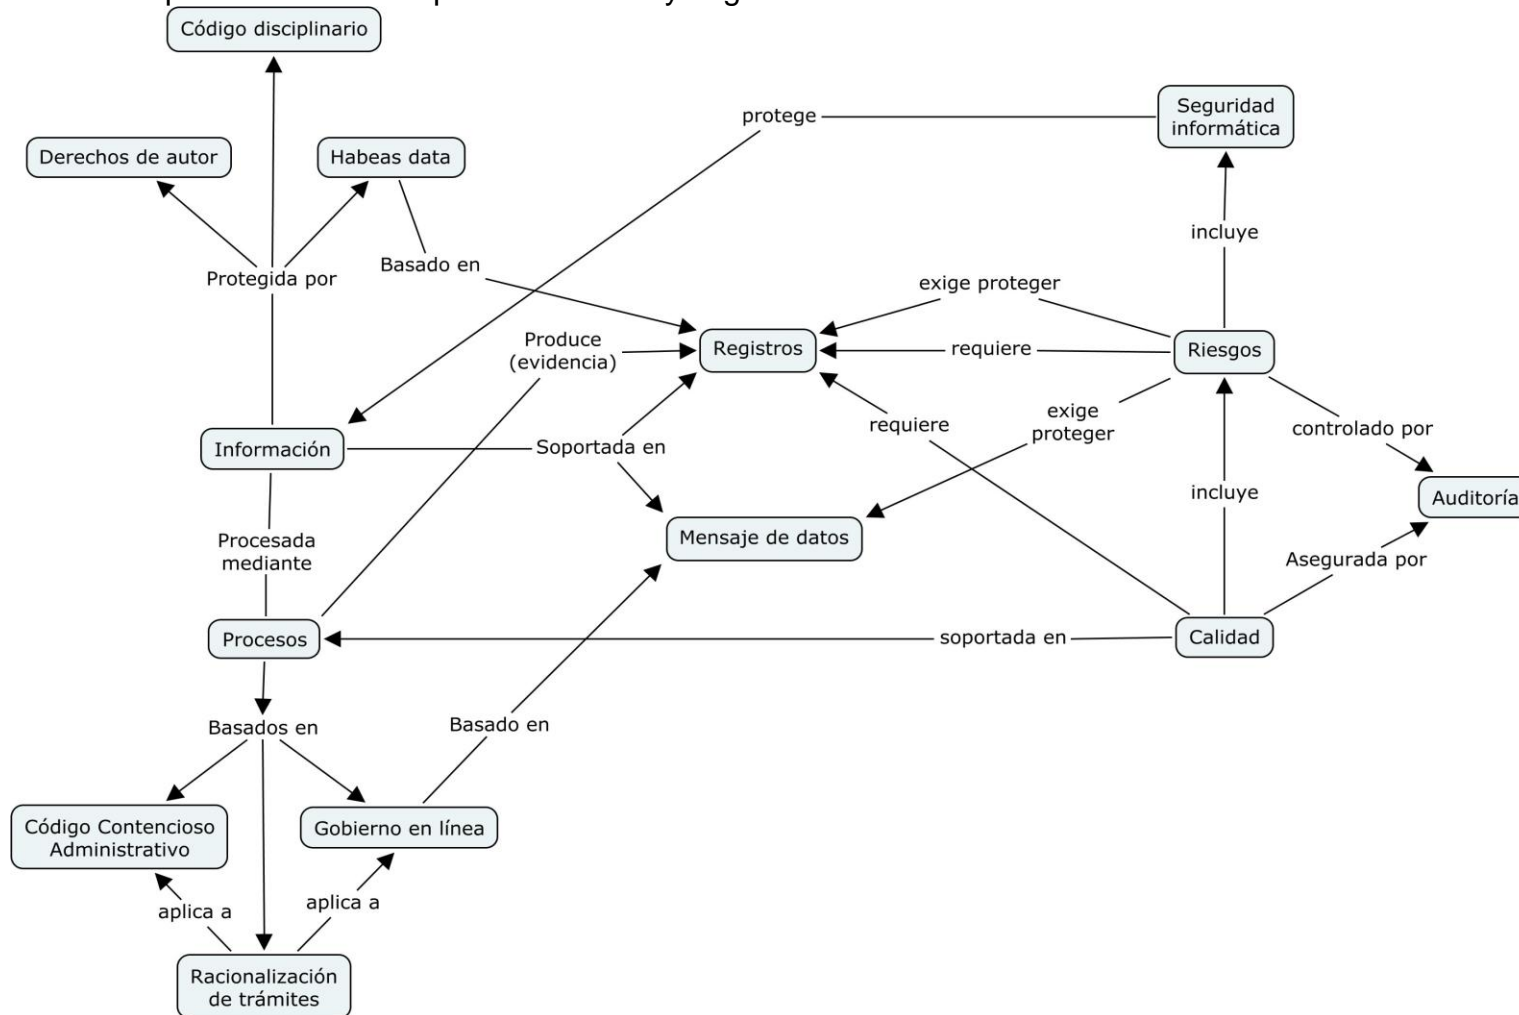 Código disciplinario
Seguridad
informática
protege
Derechos de autor
Habeas data
incluye
Basado en
Protegida por
exige proteger
Produce
(evidencia)
Registros
requiere
Riesgos
exige
proteger
requiere
controlado por
Información
Soportada en
incluye
Auditoría
Procesada
mediante
Mensaje de datos
Asegurada por
Procesos
soportada en
Calidad
Basados en
Basado en
Código Contencioso
Administrativo
Gobierno en línea
aplica a
aplica a
Racionalización
de trámites